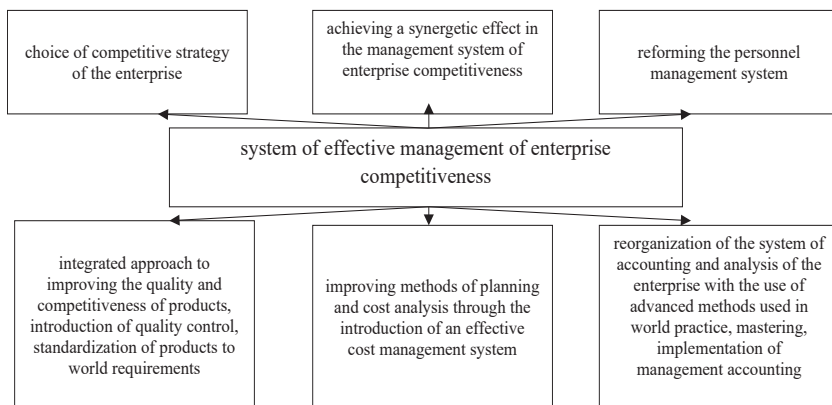 choice of competitive strategy
of the enterprise
achieving a synergetic effect in
the management system of
enterprise competitiveness
reforming the personnel
management system
system of effective management of enterprise
competitiveness
integrated approach to
improving the quality and
competitiveness of products,
introduction of quality control,
standardization of products to
world requirements
improving methods of planning
and cost analysis through the
introduction of an effective
cost management system
reorganization of the system of
accounting and analysis of the
enterprise with the use of
advanced methods used in
world practice, mastering,
implementation of
management accounting